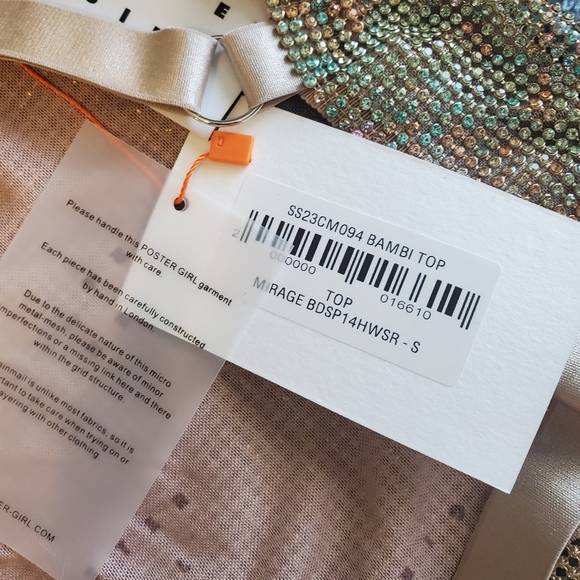 SS23CM094 BAMBI TOP
2 000000 016610
TOP
MIRAGE BDSP14HWSR - S
Please handle this POSTER GIRL garment
with care.
Each piece has been carefully constructed
by hand in London.
Due to the delicate nature of this micro
metal-mesh, please be aware of minor
imperfections or a missing link here and there
within the grid structure.
is unlike most fabrics, so it is
to take care when trying on or
layering with other clothing